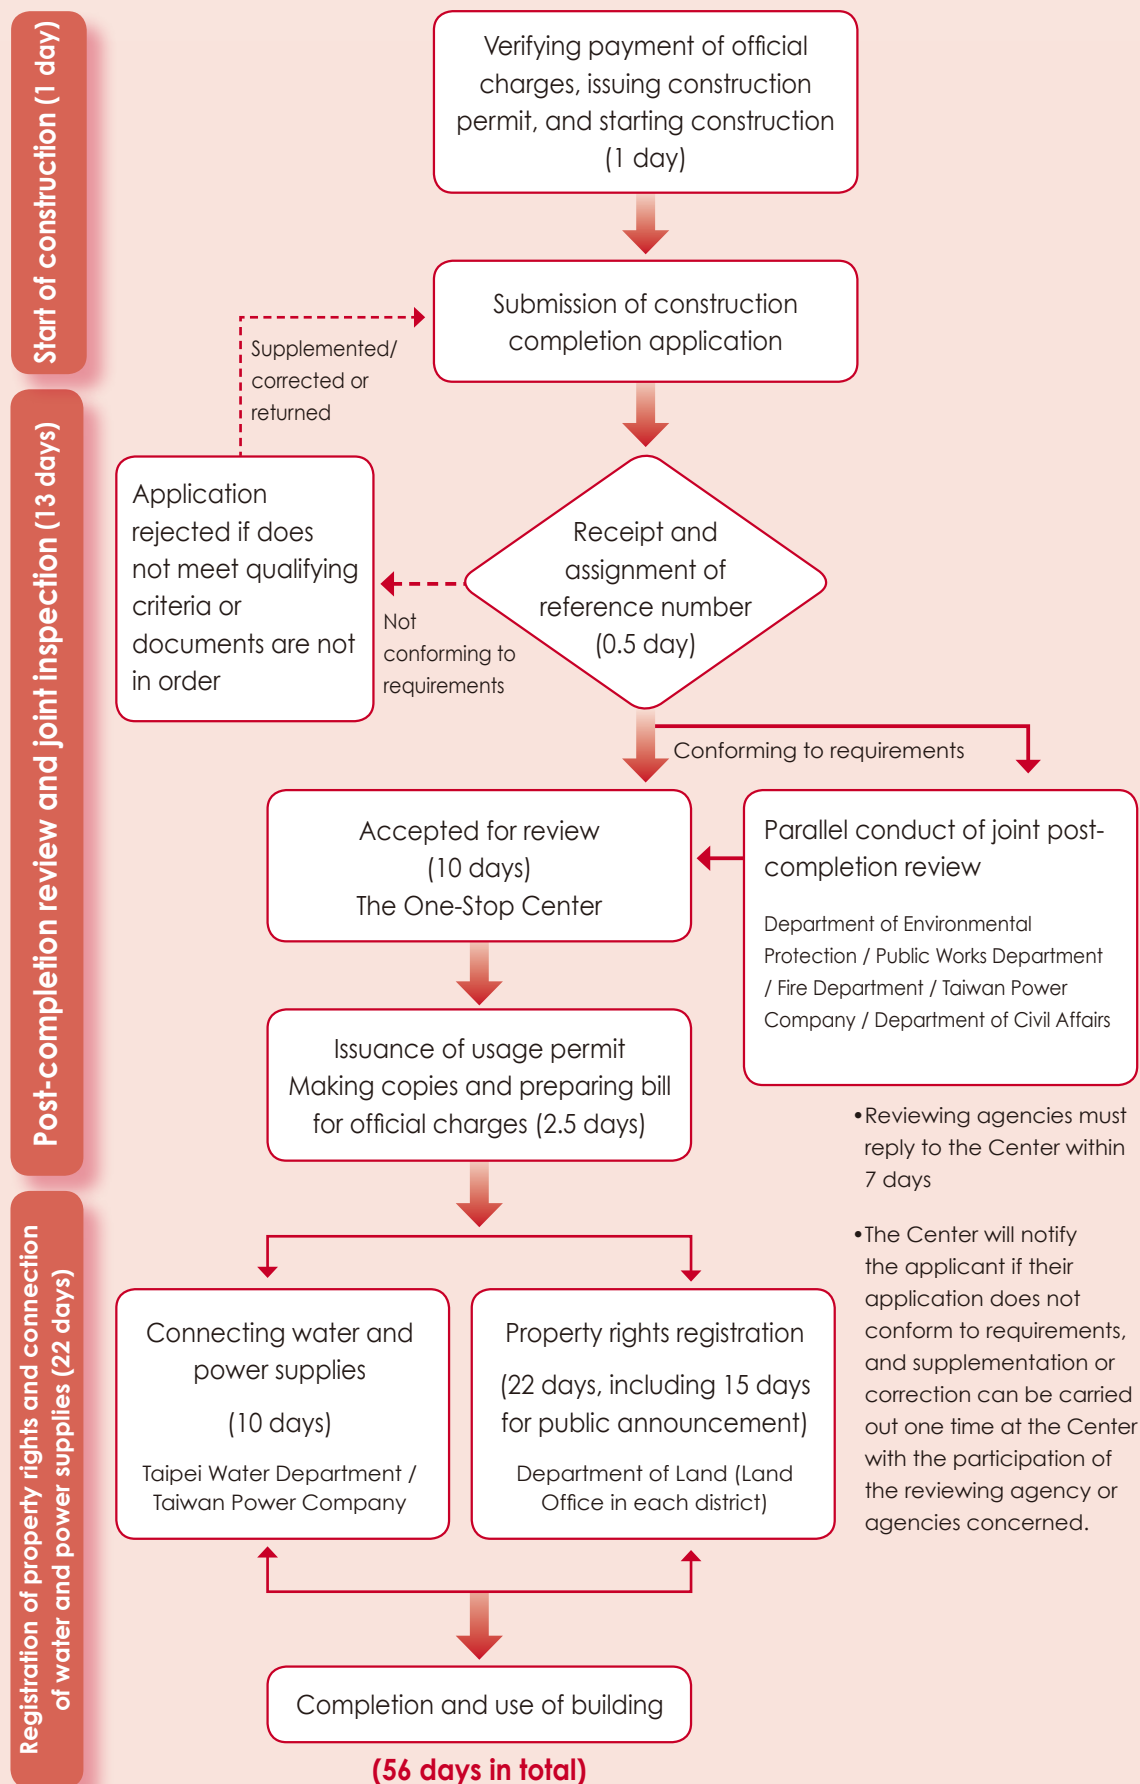 Start of construction (1 day)
Verifying payment of official
charges, issuing construction
permit, and starting construction
(1 day)
Submission of construction
completion application
Supplemented/
corrected or
returned
Post-completion review and joint inspection (13 days)
Application
rejected if does
not meet qualifying
criteria or
documents are not
in order
Receipt and
assignment of
reference number
(0.5 day)
Not
conforming to
requirements
Conforming to requirements
Accepted for review
(10 days)
The One-Stop Center
Parallel conduct of joint post-
completion review
Department of Environmental
Protection / Public Works Department
/ Fire Department / Taiwan Power
Company / Department of Civil Affairs
Issuance of usage permit
Making copies and preparing bill
for official charges (2.5 days)
•Reviewing agencies must
reply to the Center within
7 days
•The Center will notify
the applicant if their
application does not
conform to requirements,
and supplementation or
correction can be carried
out one time at the Center
with the participation of
the reviewing agency or
agencies concerned.
Registration of property rights and connection
of water and power supplies (22 days)
Connecting water and
power supplies
(10 days)
Taipei Water Department /
Taiwan Power Company
Property rights registration
(22 days, including 15 days
for public announcement)
Department of Land (Land
Office in each district)
Completion and use of building
(56 days in total)